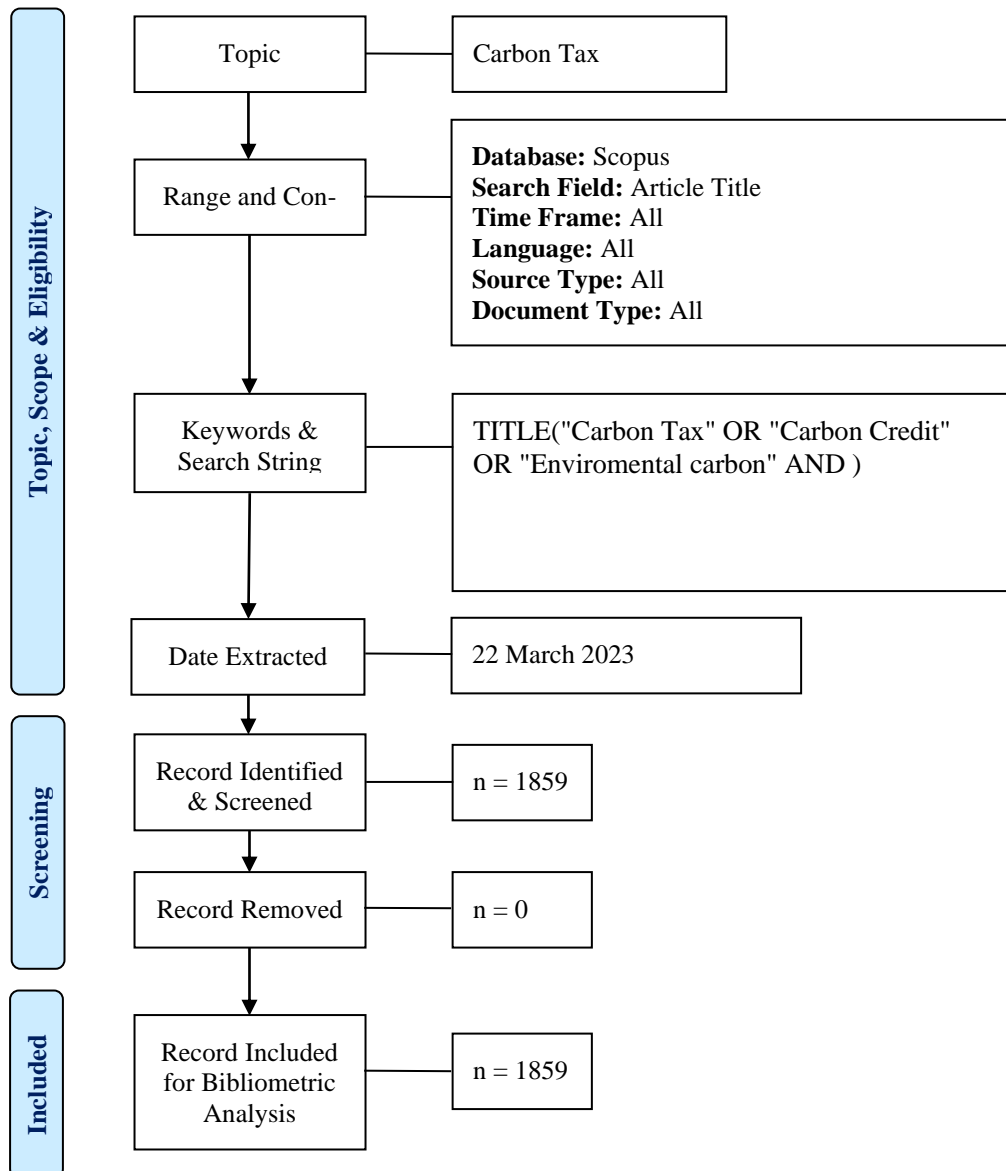 Topic, Scope & Eligibility
Topic
Carbon Tax
Range and Con-
Database: Scopus
Search Field: Article Title
Time Frame: All
Language: All
Source Type: All
Document Type: All
Keywords &
Search String
TITLE("Carbon Tax" OR "Carbon Credit"
OR "Enviromental carbon" AND )
Date Extracted
22 March 2023
Screening
Record Identified
& Screened
n = 1859
Record Removed
n = 0
Included
Record Included
for Bibliometric
Analysis
n = 1859